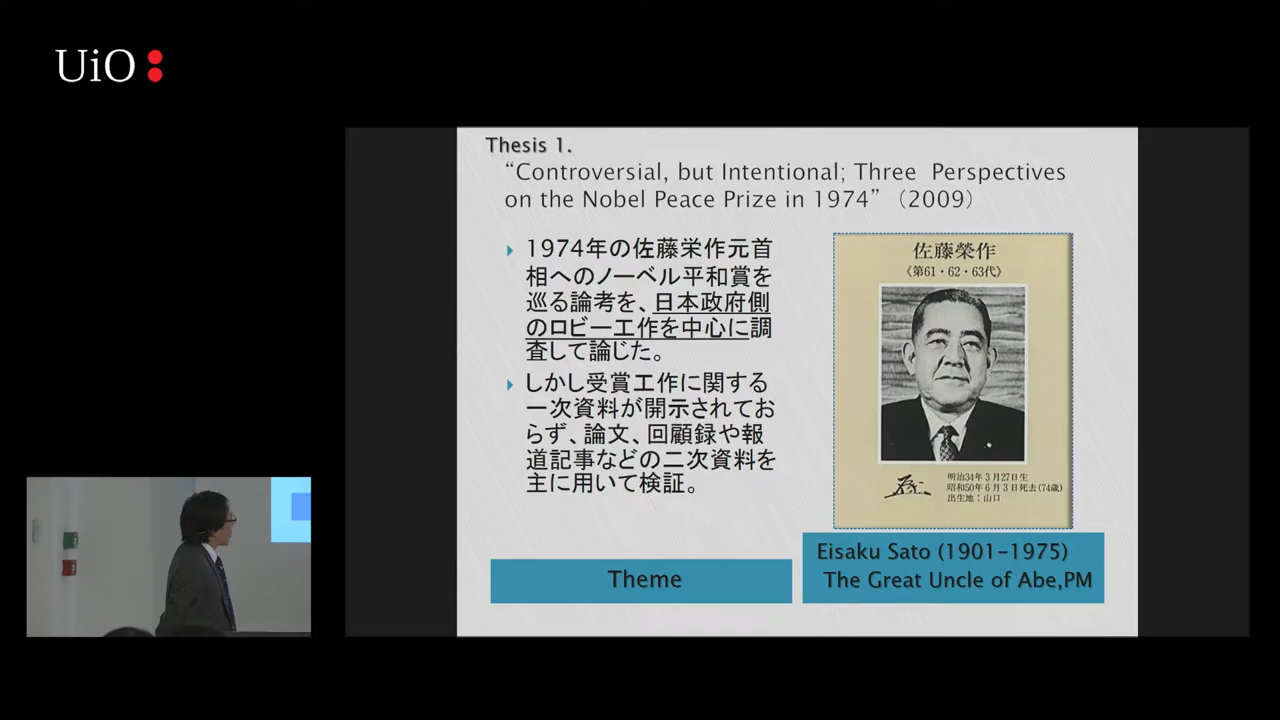 UiO:
Thesis 1.
“Controversial, but Intentional; Three Perspectives
on the Nobel Peace Prize in 1974”（2009）
1974年の佐藤栄作元首
相へのノーベル平和賞を
巡る論考を、日本政府側
のロビー工作を中心に調
査して論じた。
しかし受賞工作に関する
一次資料が開示されてお
らず、論文、回顧録や報
道記事などの二次資料を
主に用いて検証。
佐藤榮作
《第61・62・63代》
明治34年3月27日生
昭和50年6月3日死去(74歳)
出生地：山口
Theme
Eisaku Sato (1901-1975)
The Great Uncle of Abe,PM